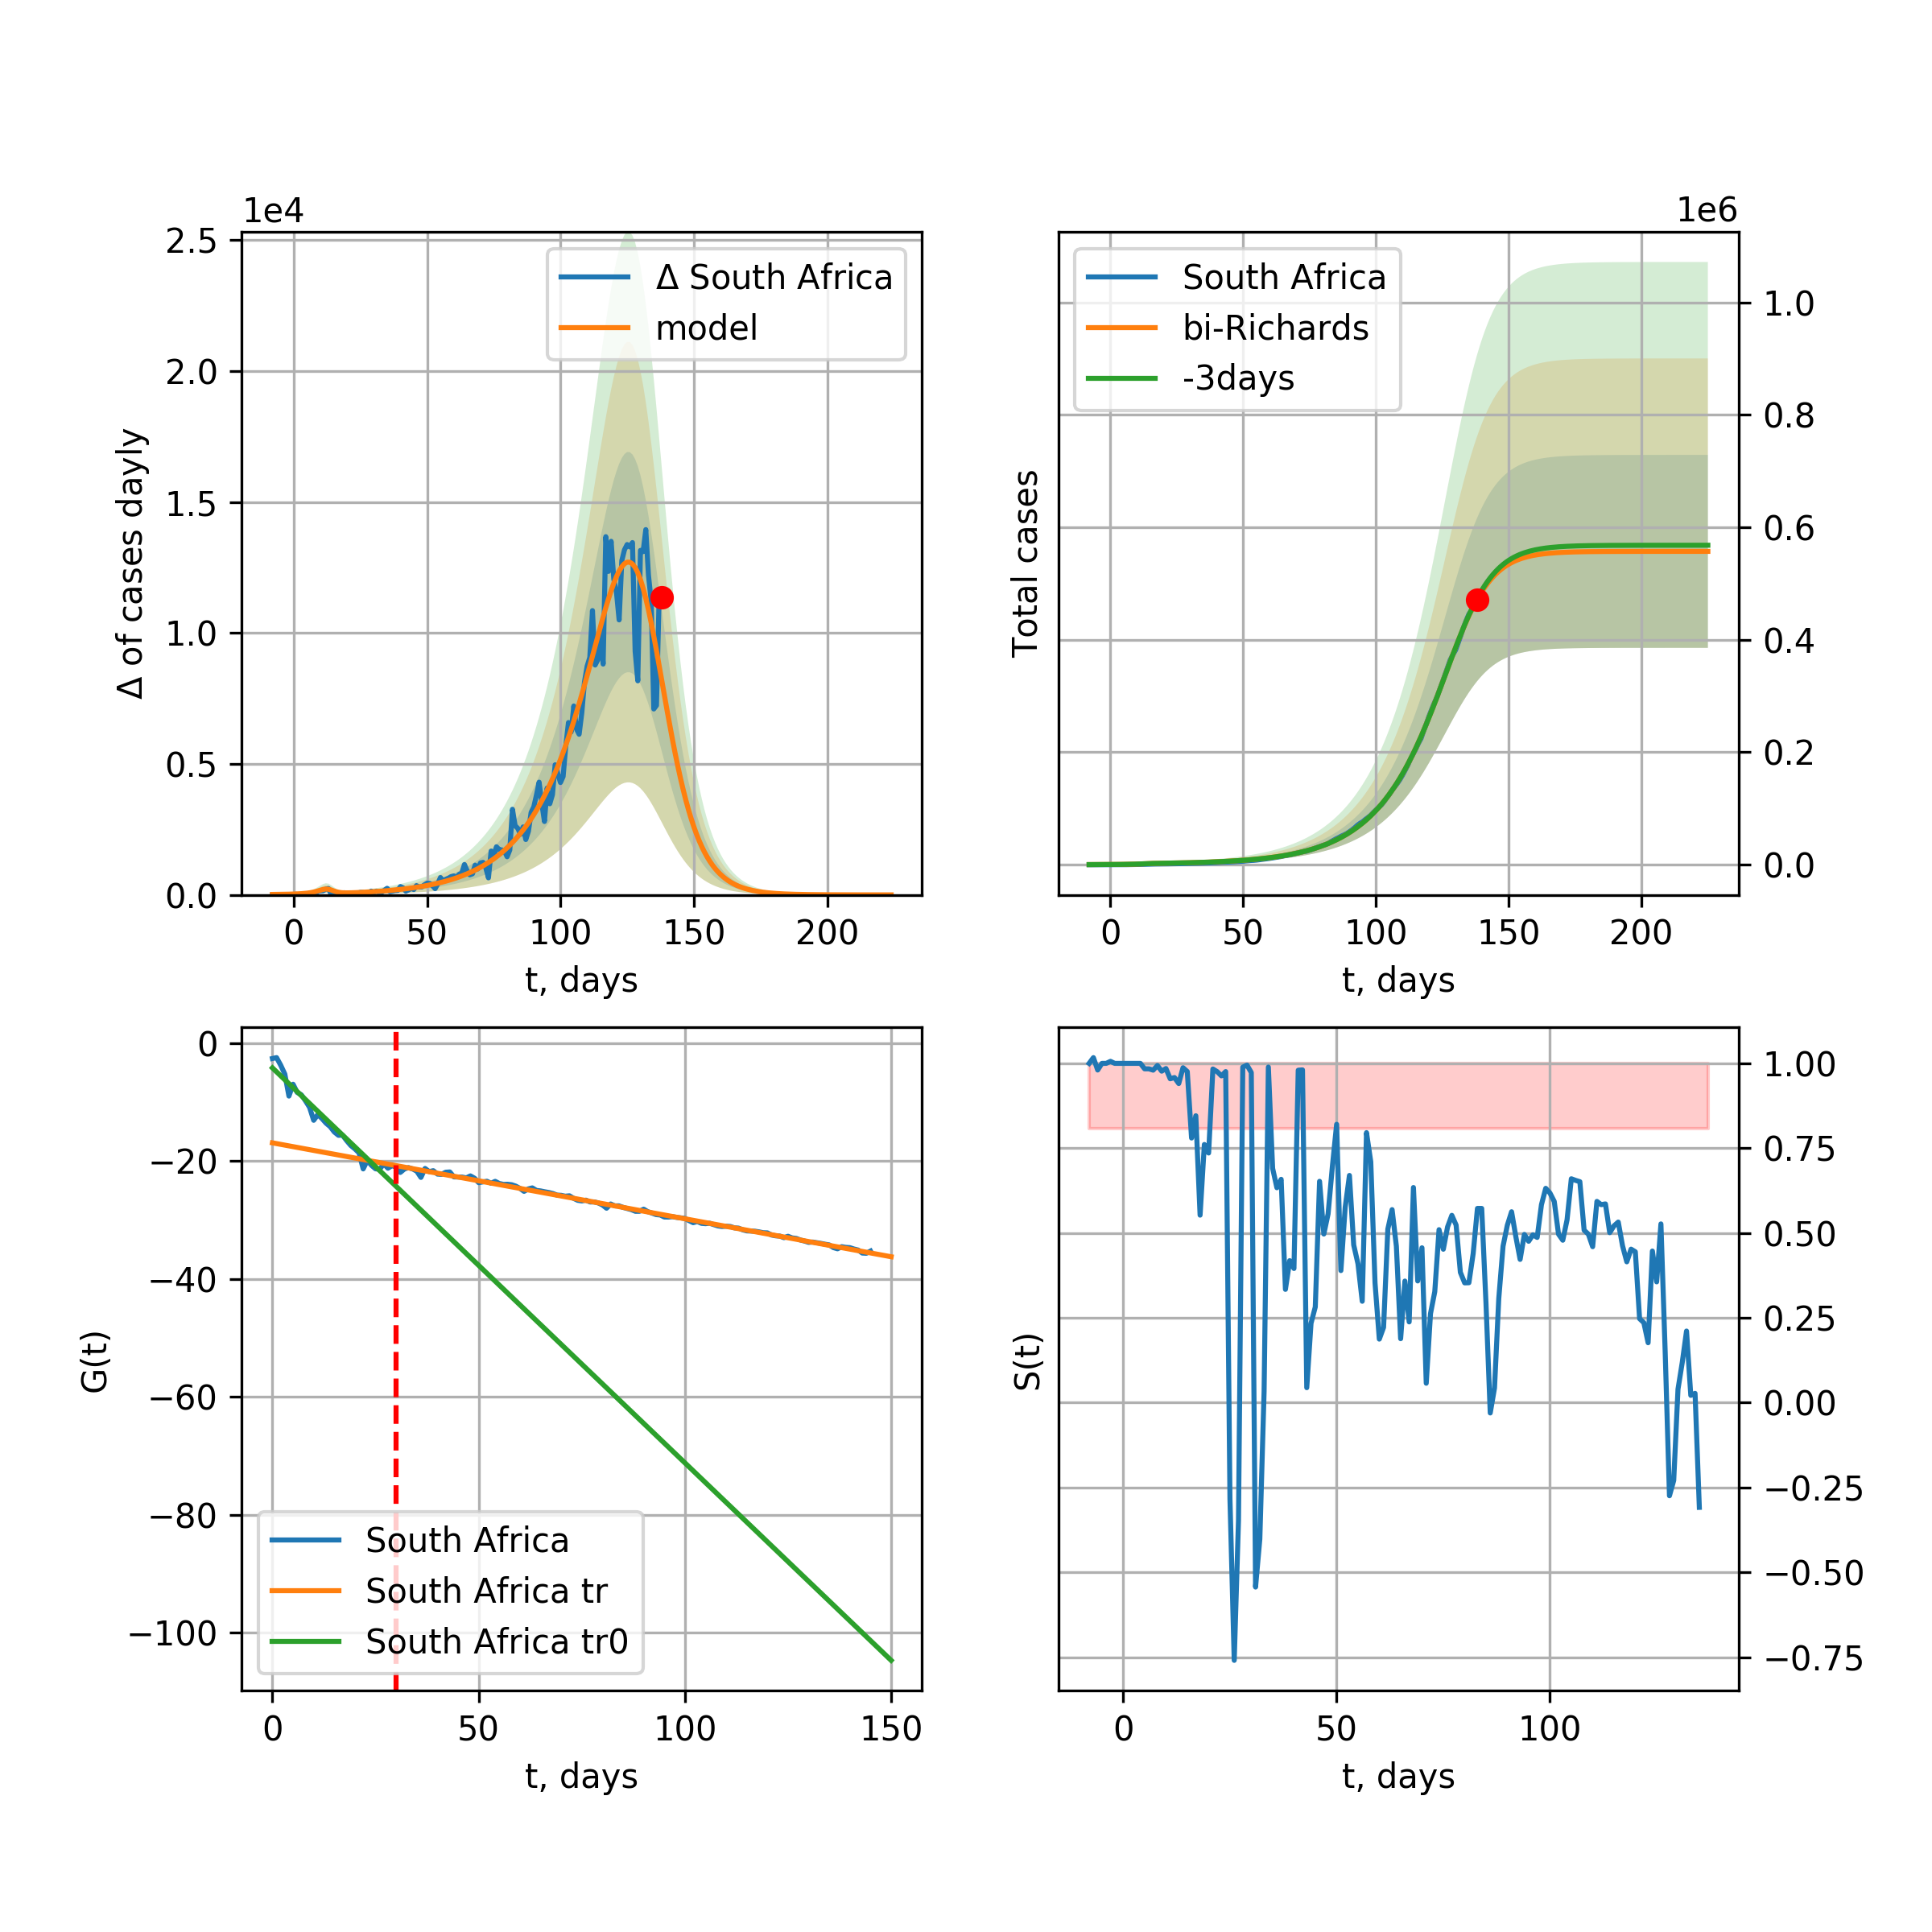 1e4
2.5
2.0
1.5
1.0
0.5
0.0
Δ of cases dayly
Δ South Africa
model
0 50 100 150 200
t, days
1e6
South Africa
bi-Richards
-3days
Total cases
1.0
0.8
0.6
0.4
0.2
0.0
0 50 100 150 200
t, days
0
−20
−40
−60
−80
−100
G(t)
South Africa
South Africa tr
South Africa tr0
0 50 100 150
t, days
S(t)
1.00
0.75
0.50
0.25
0.00
−0.25
−0.50
−0.75
0 50 100
t, days